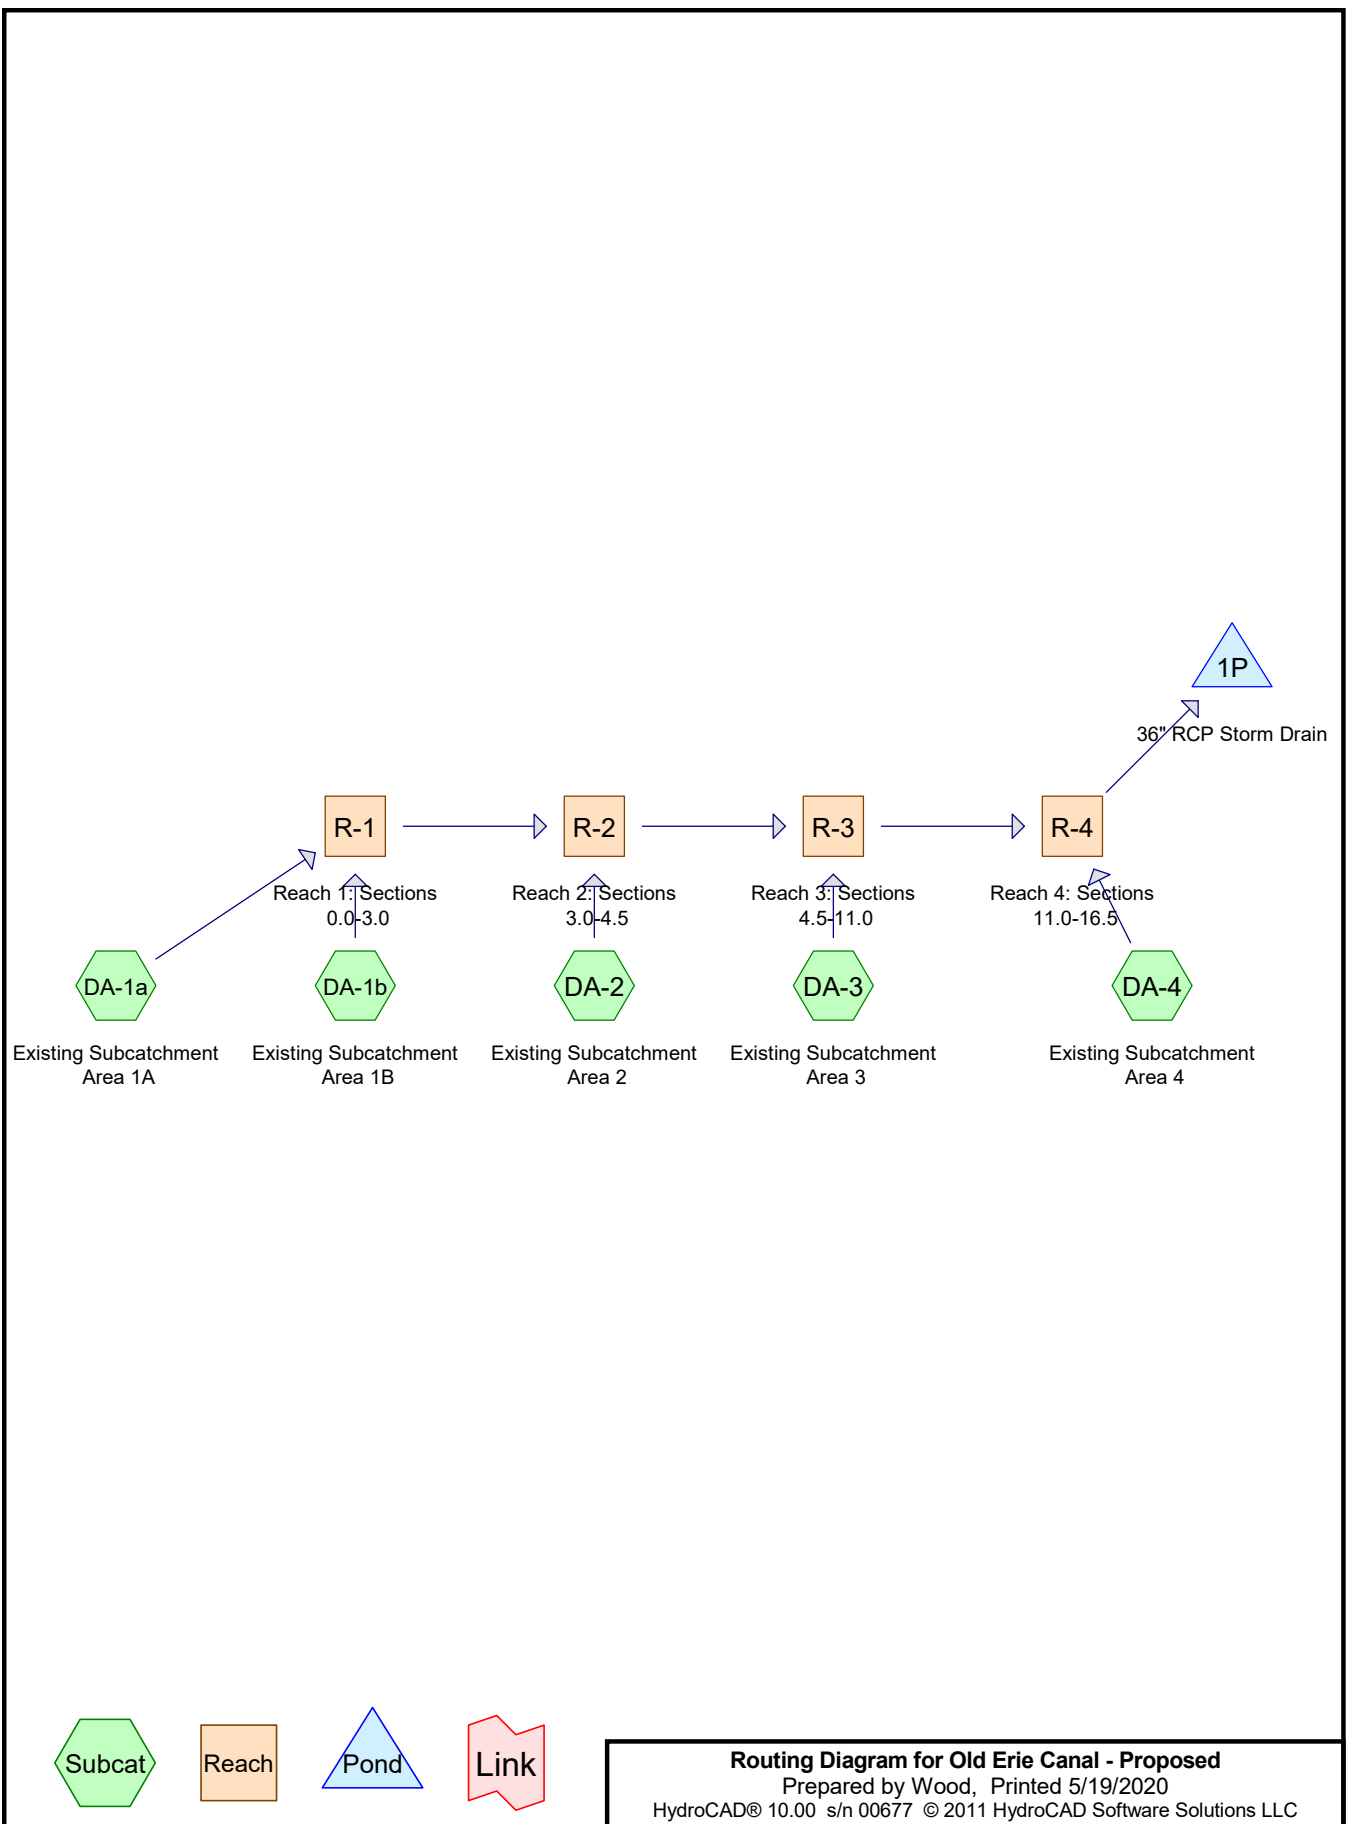 1P
36" RCP Storm Drain
R-1
R-2
R-3
R-4
Reach 1: Sections
0.0-3.0
Reach 2: Sections
3.0-4.5
Reach 3: Sections
4.5-11.0
Reach 4: Sections
11.0-16.5
DA-1a
DA-1b
DA-2
DA-3
DA-4
Existing Subcatchment
Area 1A
Existing Subcatchment
Area 1B
Existing Subcatchment
Area 2
Existing Subcatchment
Area 3
Existing Subcatchment
Area 4
Subcat
Reach
Pond
Link
Routing Diagram for Old Erie Canal - Proposed
Prepared by Wood, Printed 5/19/2020
HydroCAD® 10.00 s/n 00677 © 2011 HydroCAD Software Solutions LLC